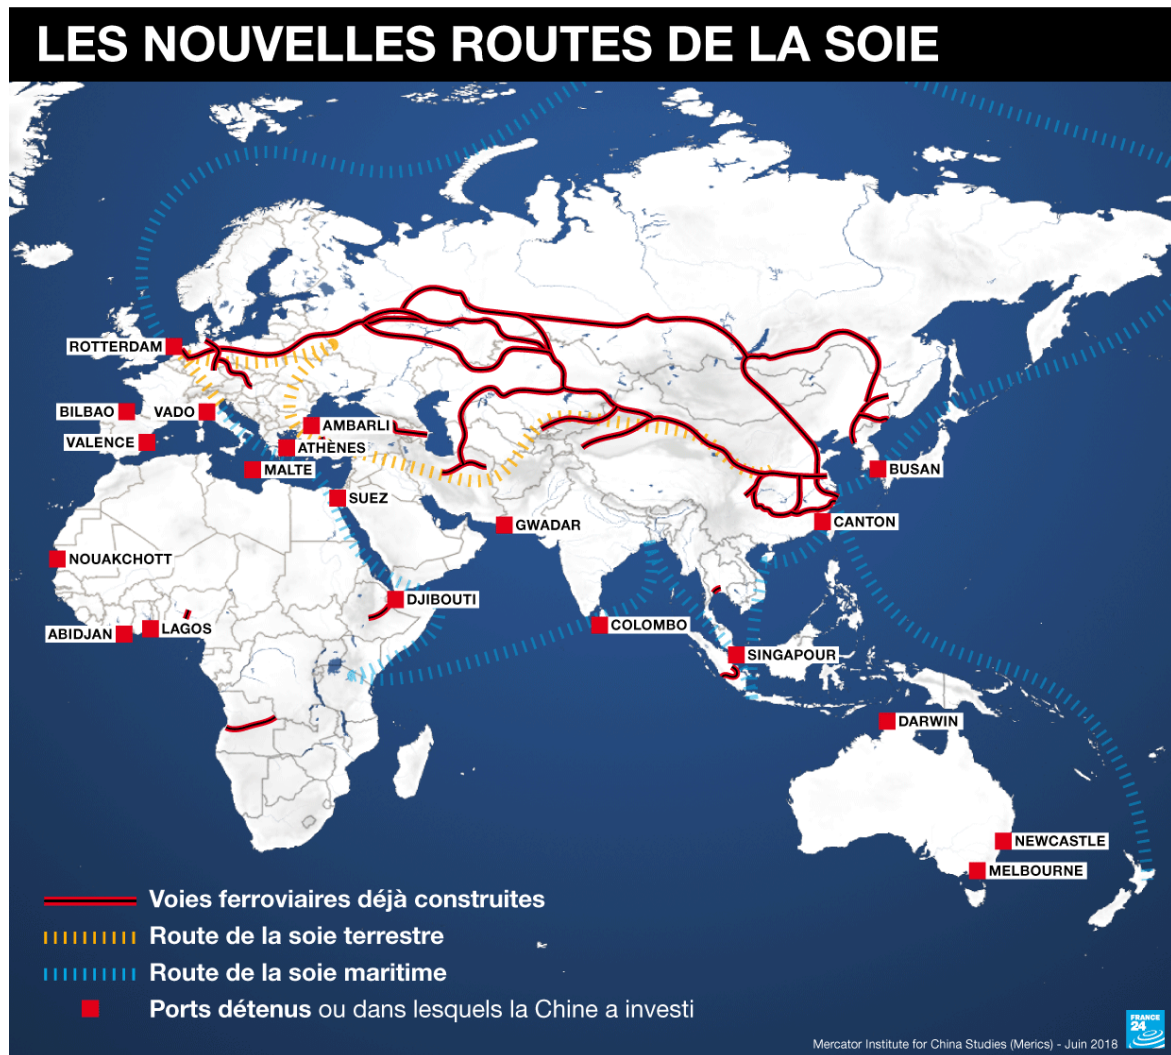 LES NOUVELLES ROUTES DE LA SOIE
ROTTERDAM
BILBAO
VADO
AMBARLI
VALENCE
ATHÈNES
MALTE
BUSAN
SUEZ
GWADAR
CANTON
NOUAKCHOTT
DJIBOUTI
COLOMBO
ABIDJAN
LAGOS
SINGAPOUR
DARWIN
NEWCASTLE
MELBOURNE
Voies ferroviaires déjà construites
Route de la soie terrestre
Route de la soie maritime
Ports détenus ou dans lesquels la Chine a investi
FRANCE
24
Mercator Institute for China Studies (Merics) - Juin 2018